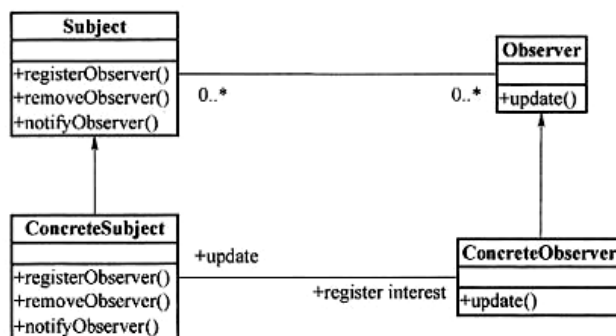 Subject
+registerObserver()
+removeObserver()
+notifyObserver()
0..*
0..*
Observer
+update()
ConcreteSubject
+registerObserver()
+removeObserver()
+notifyObserver()
+update
+register interest
ConcreteObserver
+update()